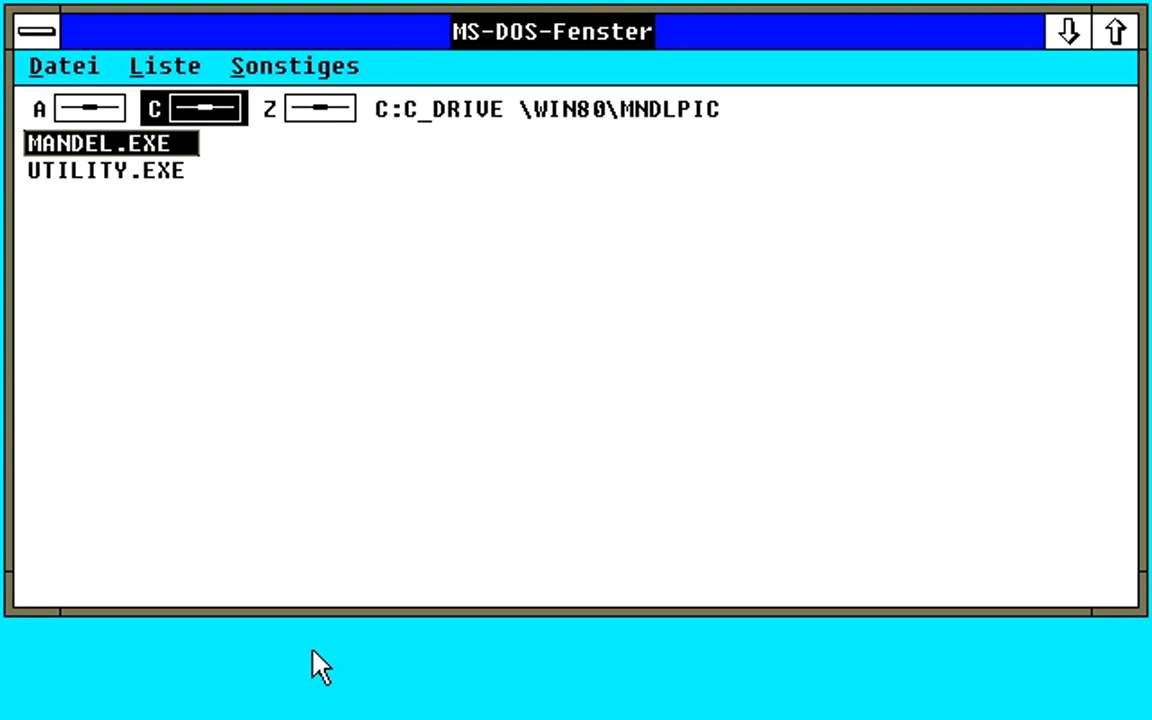 MS-DOS-Fenster
Datei Liste Sonstiges
A C Z C:C_DRIVE \WIN80\MNDLPIC
MANDEL.EXE
UTILITY.EXE